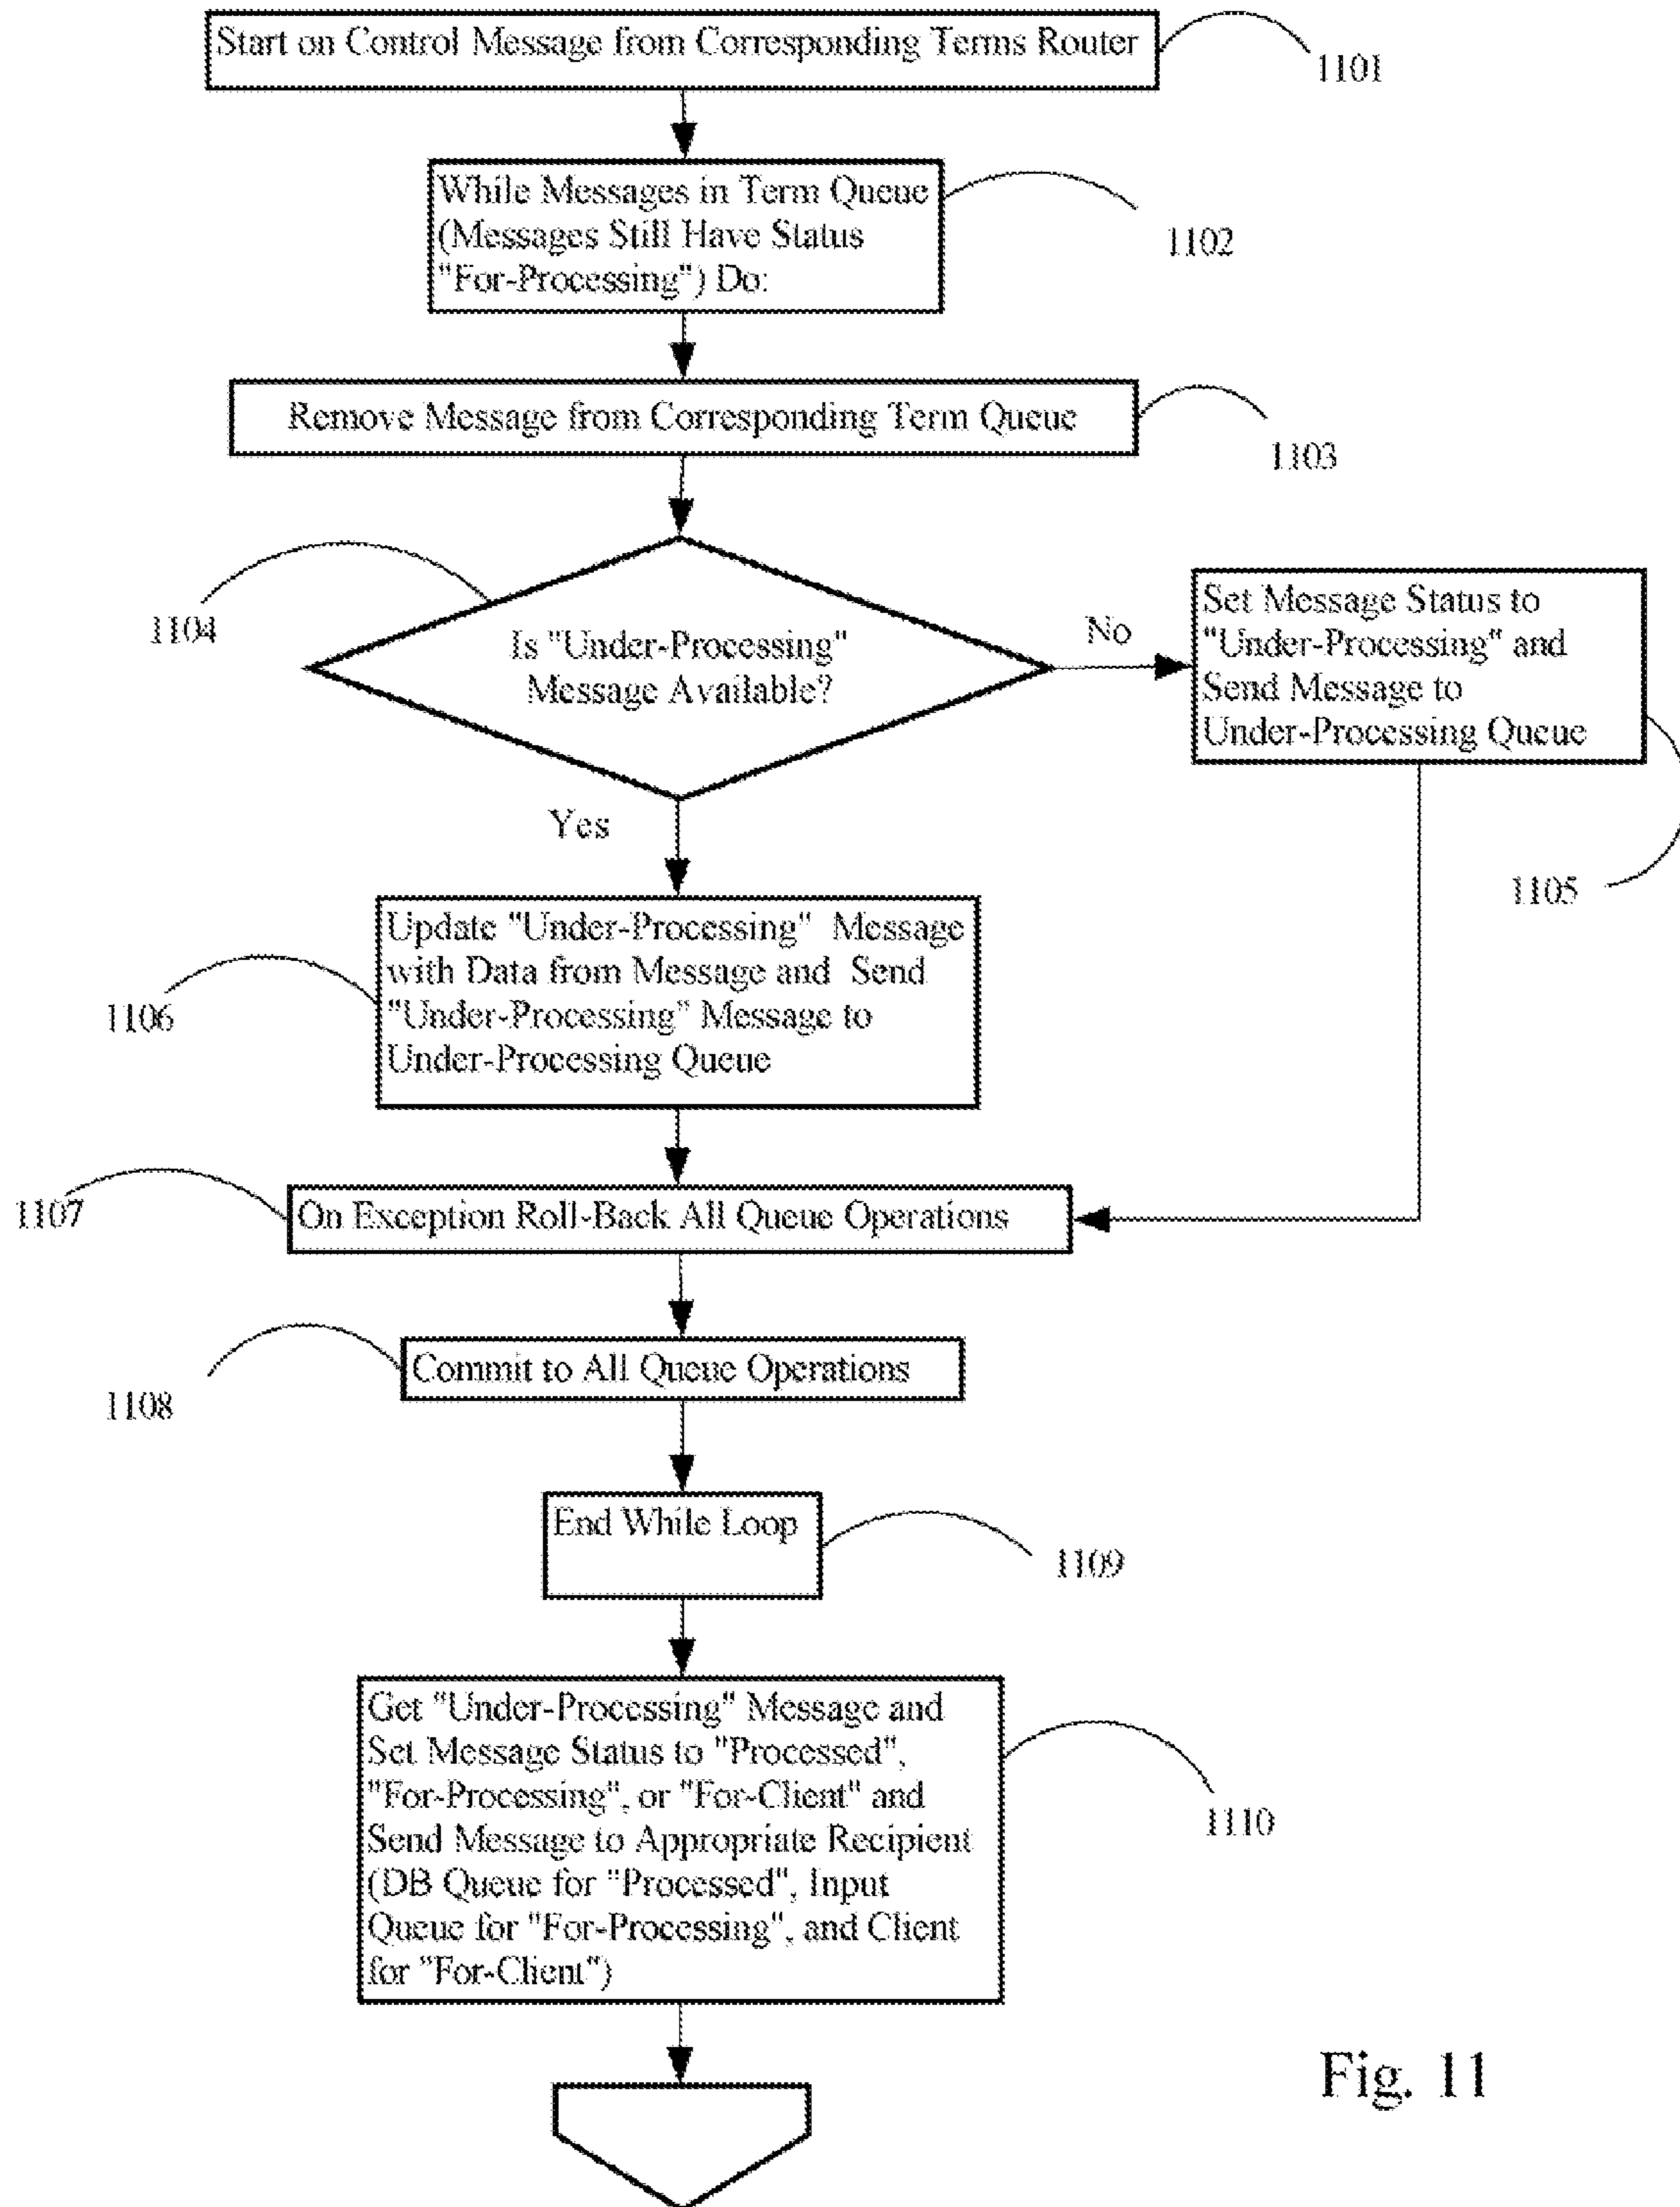 Start on Control Message from Corresponding Terms Router
1101
While Messages in Term Queue
(Messages Still Have Status
"For-Processing") Do:
1102
Remove Message from Corresponding Term Queue
1103
1104
Is "Under-Processing"
Message Available?
No
Set Message Status to
"Under-Processing" and
Send Message to
Under-Processing Queue
1105
Yes
Update "Under-Processing" Message
with Data from Message and Send
"Under-Processing" Message to
Under-Processing Queue
1106
1107
On Exception Roll-Back All Queue Operations
1108
Commit to All Queue Operations
End While Loop
1109
Get "Under-Processing" Message and
Set Message Status to "Processed",
"For-Processing", or "For-Client" and
Send Message to Appropriate Recipient
(DB Queue for "Processed", Input
Queue for "For-Processing", and Client
for "For-Client")
1110
Fig. 11